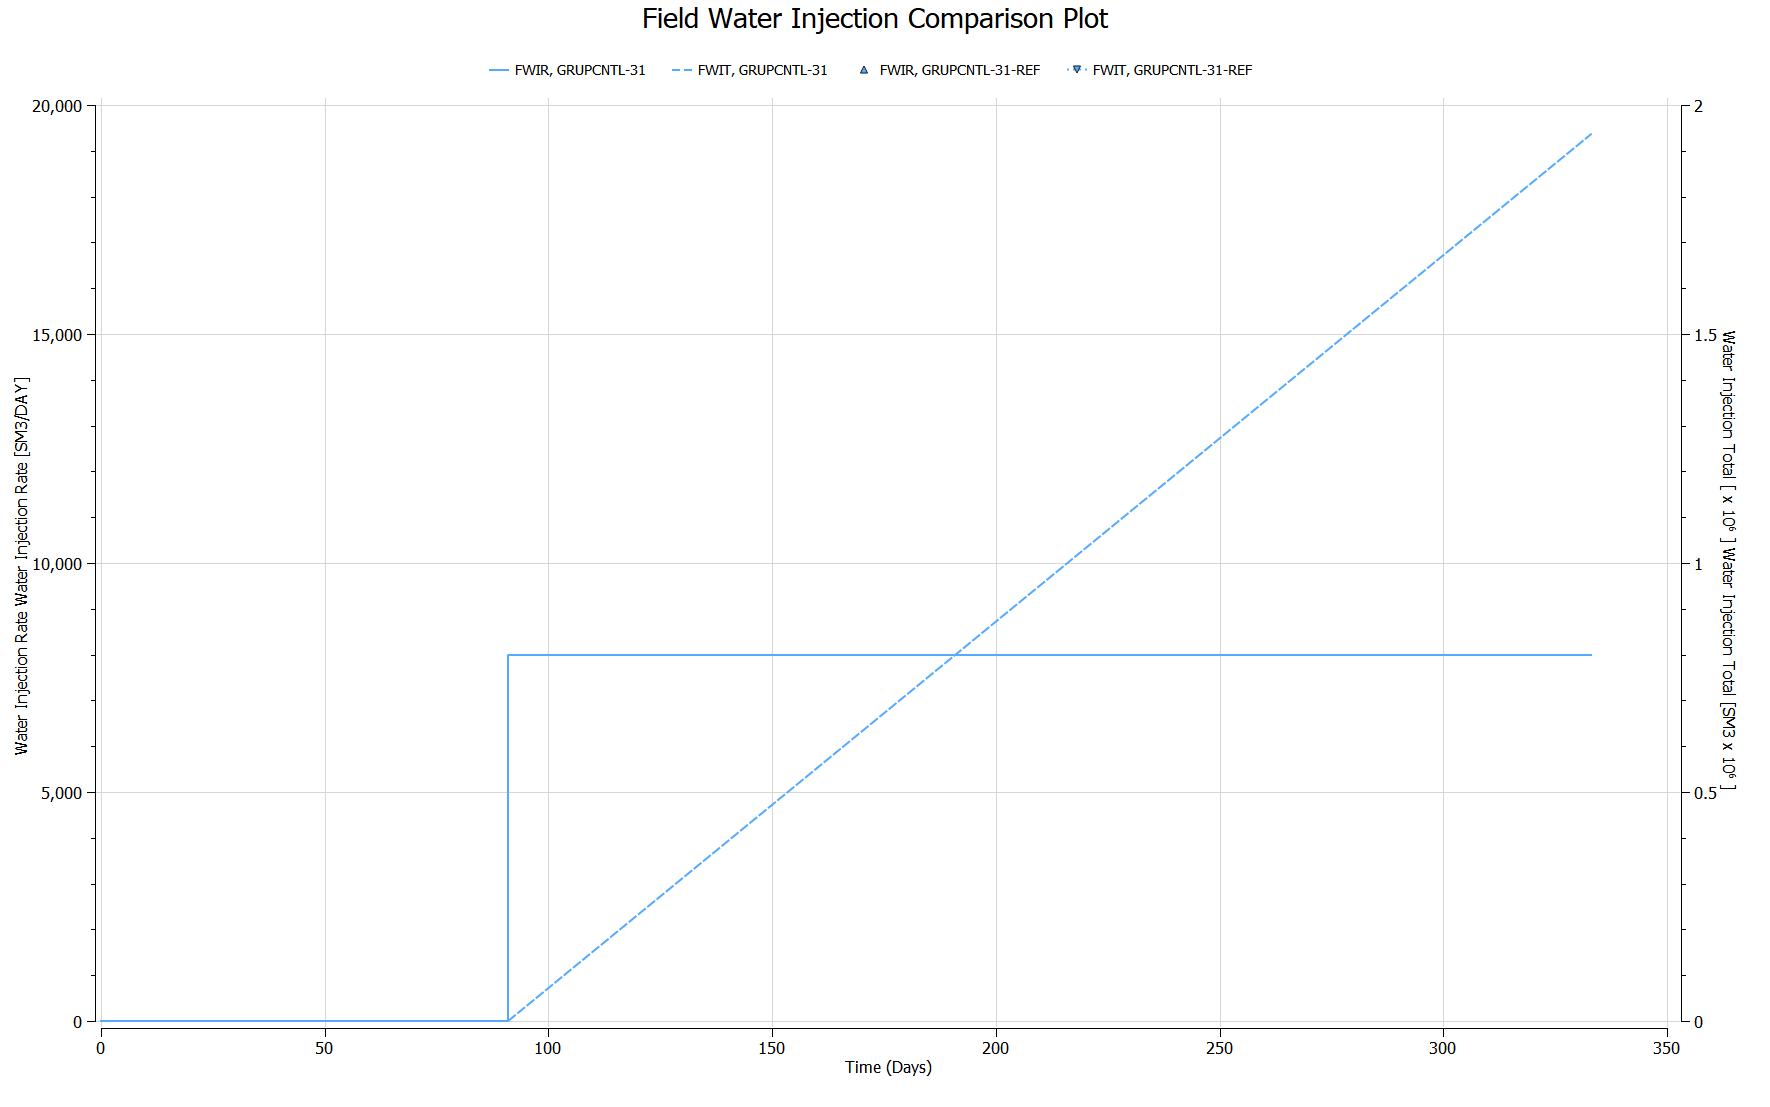 Field Water Injection Comparison Plot
FWIR, GRUPCNTL-31
FWIT, GRUPCNTL-31
FWIR, GRUPCNTL-31-REF
FWIT, GRUPCNTL-31-REF
Water Injection Rate Water Injection Rate [SM3/DAY]
20,000
15,000
10,000
5,000
0
0
50
100
150
200
250
300
350
Time (Days)
2
1.5
1
0.5
0
Water Injection Total [ x 10⁶ ] Water Injection Total [SM3 x 10⁶ ]